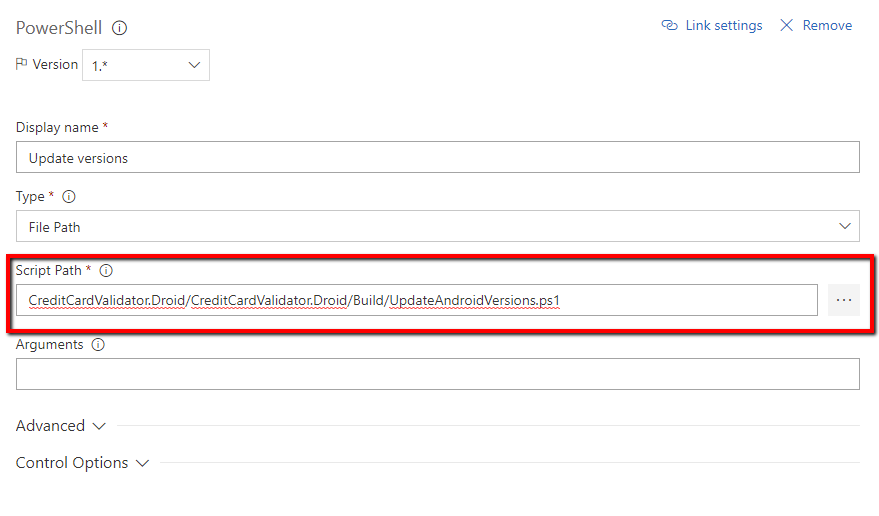 PowerShell
Link settings
Remove
Version 1.*
Display name *
Update versions
Type *
File Path
Script Path *
CreditCardValidator.Droid/CreditCardValidator.Droid/Build/UpdateAndroidVersions.ps1
...
Arguments
Advanced
Control Options